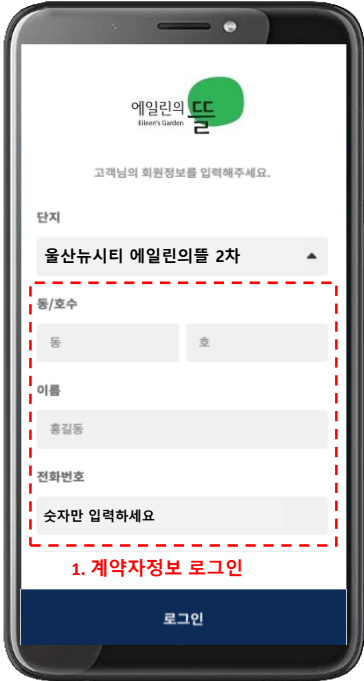 에일린의 뜰
Eileen's Garden
고객님의 회원정보를 입력해주세요.
단지
울산뉴시티 에일린의뜰 2차
동/호수
동 호
이름
홍길동
전화번호
숫자만 입력하세요
1. 계약자정보 로그인
로그인